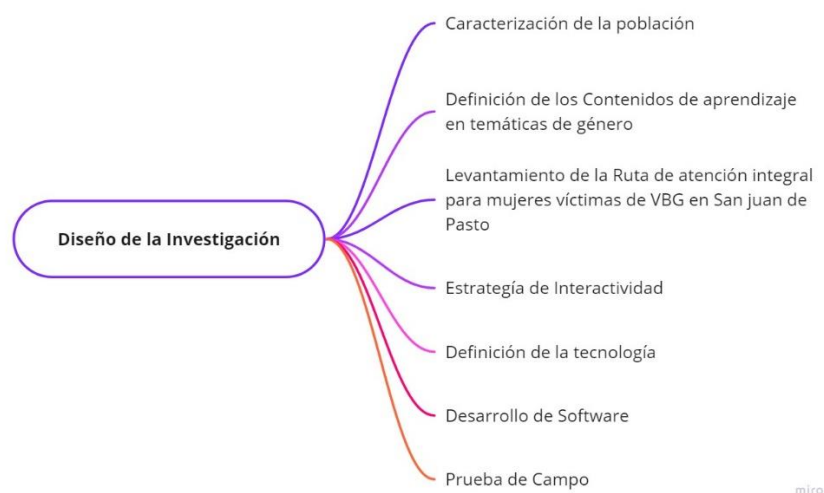 Caracterización de la población
Definición de los Contenidos de aprendizaje
en temáticas de género
Levantamiento de la Ruta de atención integral
para mujeres víctimas de VBG en San juan de
Pasto
Diseño de la Investigación
Estrategía de Interactividad
Definición de la tecnología
Desarrollo de Software
Prueba de Campo
miro